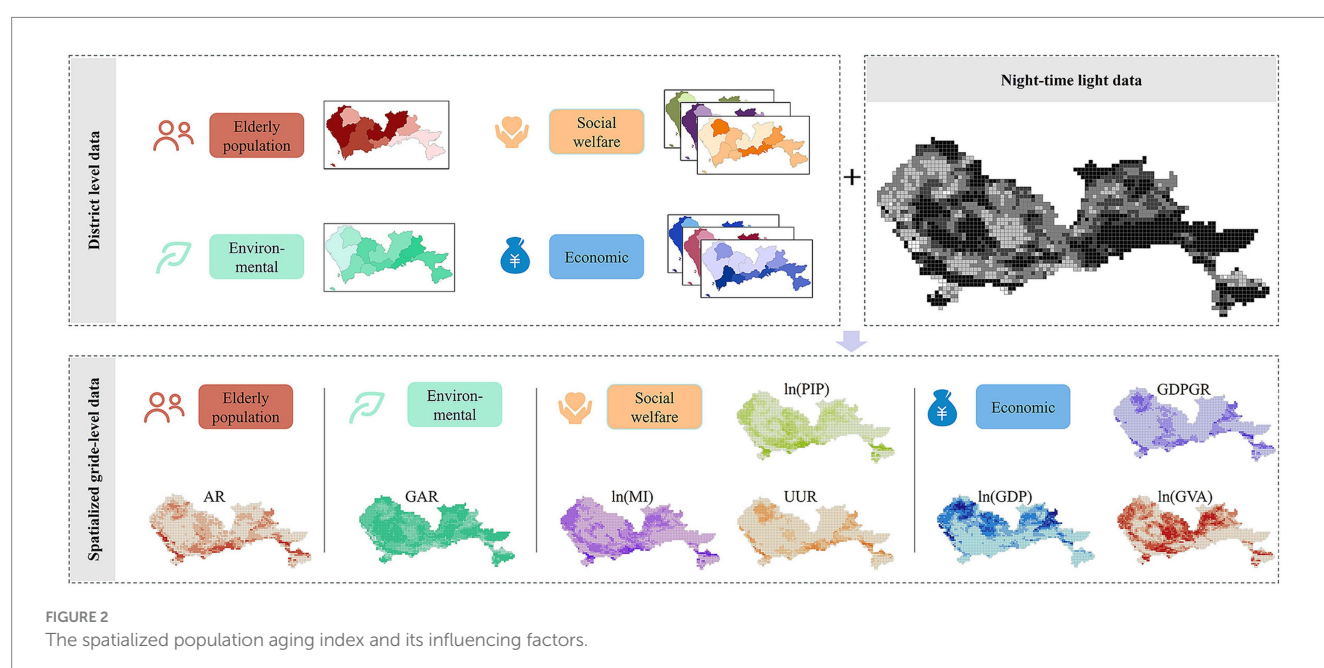 District level data
Elderly
population
Social
welfare
Environ-
mental
¥
Economic
+
Night-time light data
Spatialized gride-level data
Elderly
population
AR
Environ-
mental
GAR
Social
welfare
ln(PIP)
ln(MI)
UUR
¥
Economic
GDPGR
ln(GDP)
ln(GVA)
FIGURE 2
The spatialized population aging index and its influencing factors.